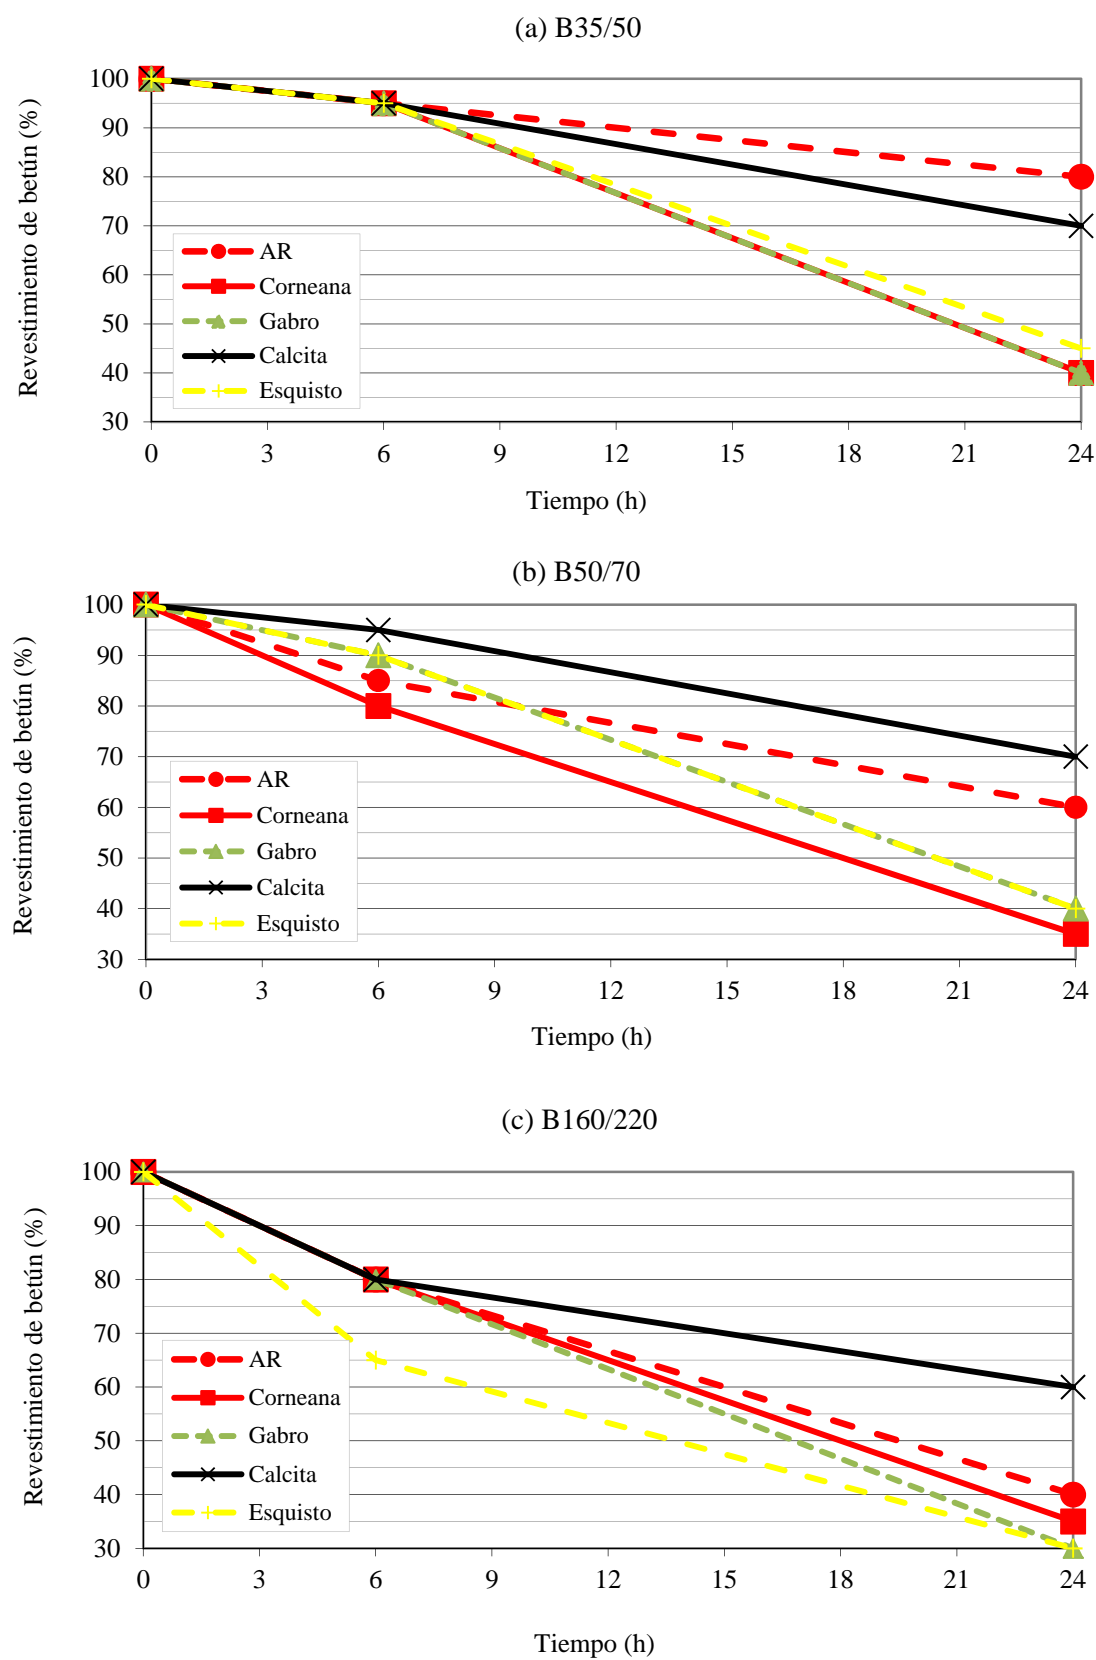 (a) B35/50
Revestimiento de betún (%)
100
90
80
70
60
50
40
30
AR
Corneana
Gabro
Calcita
Esquisto
0 3 6 9 12 15 18 21 24
Tiempo (h)
(b) B50/70
Revestimiento de betún (%)
100
90
80
70
60
50
40
30
AR
Corneana
Gabro
Calcita
Esquisto
0 3 6 9 12 15 18 21 24
Tiempo (h)
(c) B160/220
Revestimiento de betún (%)
100
90
80
70
60
50
40
30
AR
Corneana
Gabro
Calcita
Esquisto
0 3 6 9 12 15 18 21 24
Tiempo (h)